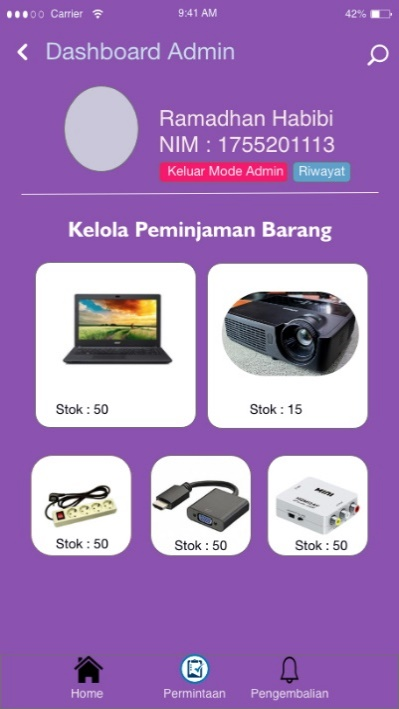 Carrier 9:41 AM 42%
Dashboard Admin
Ramadhan Habibi
NIM : 1755201113
Keluar Mode Admin Riwayat
Kelola Peminjaman Barang
Stok : 50 Stok : 15
MINI
Stok : 50 Stok : 50 Stok : 50
Home Permintaan Pengembalian